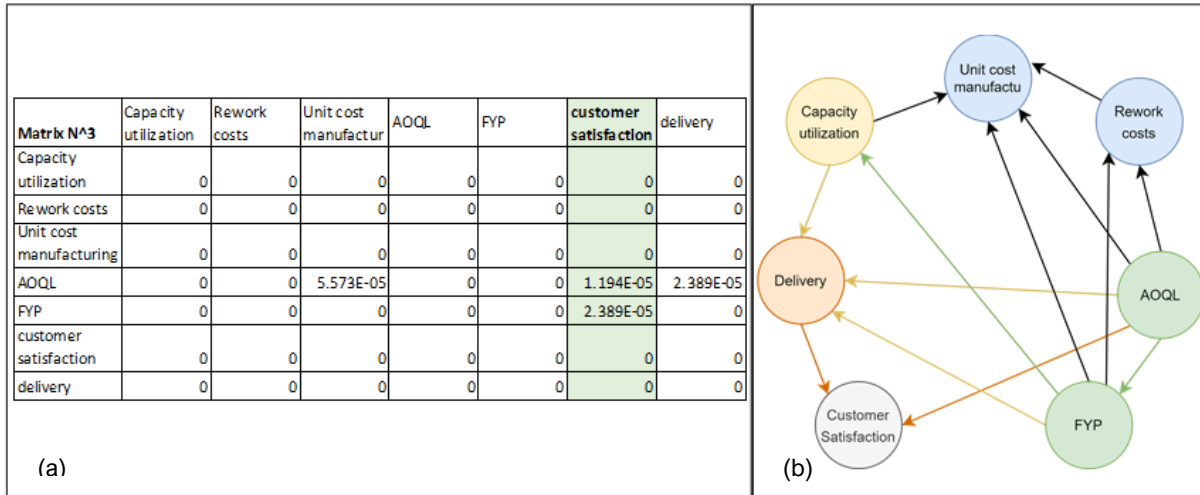 Matrix N^3 Capacity utilization Rework costs Unit cost manufactur AOQL FYP customer satisfaction delivery
Capacity utilization 0 0 0 0 0 0 0
Rework costs 0 0 0 0 0 0 0
Unit cost manufacturing 0 0 0 0 0 0 0
AOQL 0 0 5.573E-05 0 0 1.194E-05 2.389E-05
FYP 0 0 0 0 0 2.389E-05 0
customer satisfaction 0 0 0 0 0 0 0
delivery 0 0 0 0 0 0 0
(a)
Unit cost
manufactu
Capacity
utilization
Rework
costs
Delivery
AOQL
Customer
Satisfaction
FYP
(b)